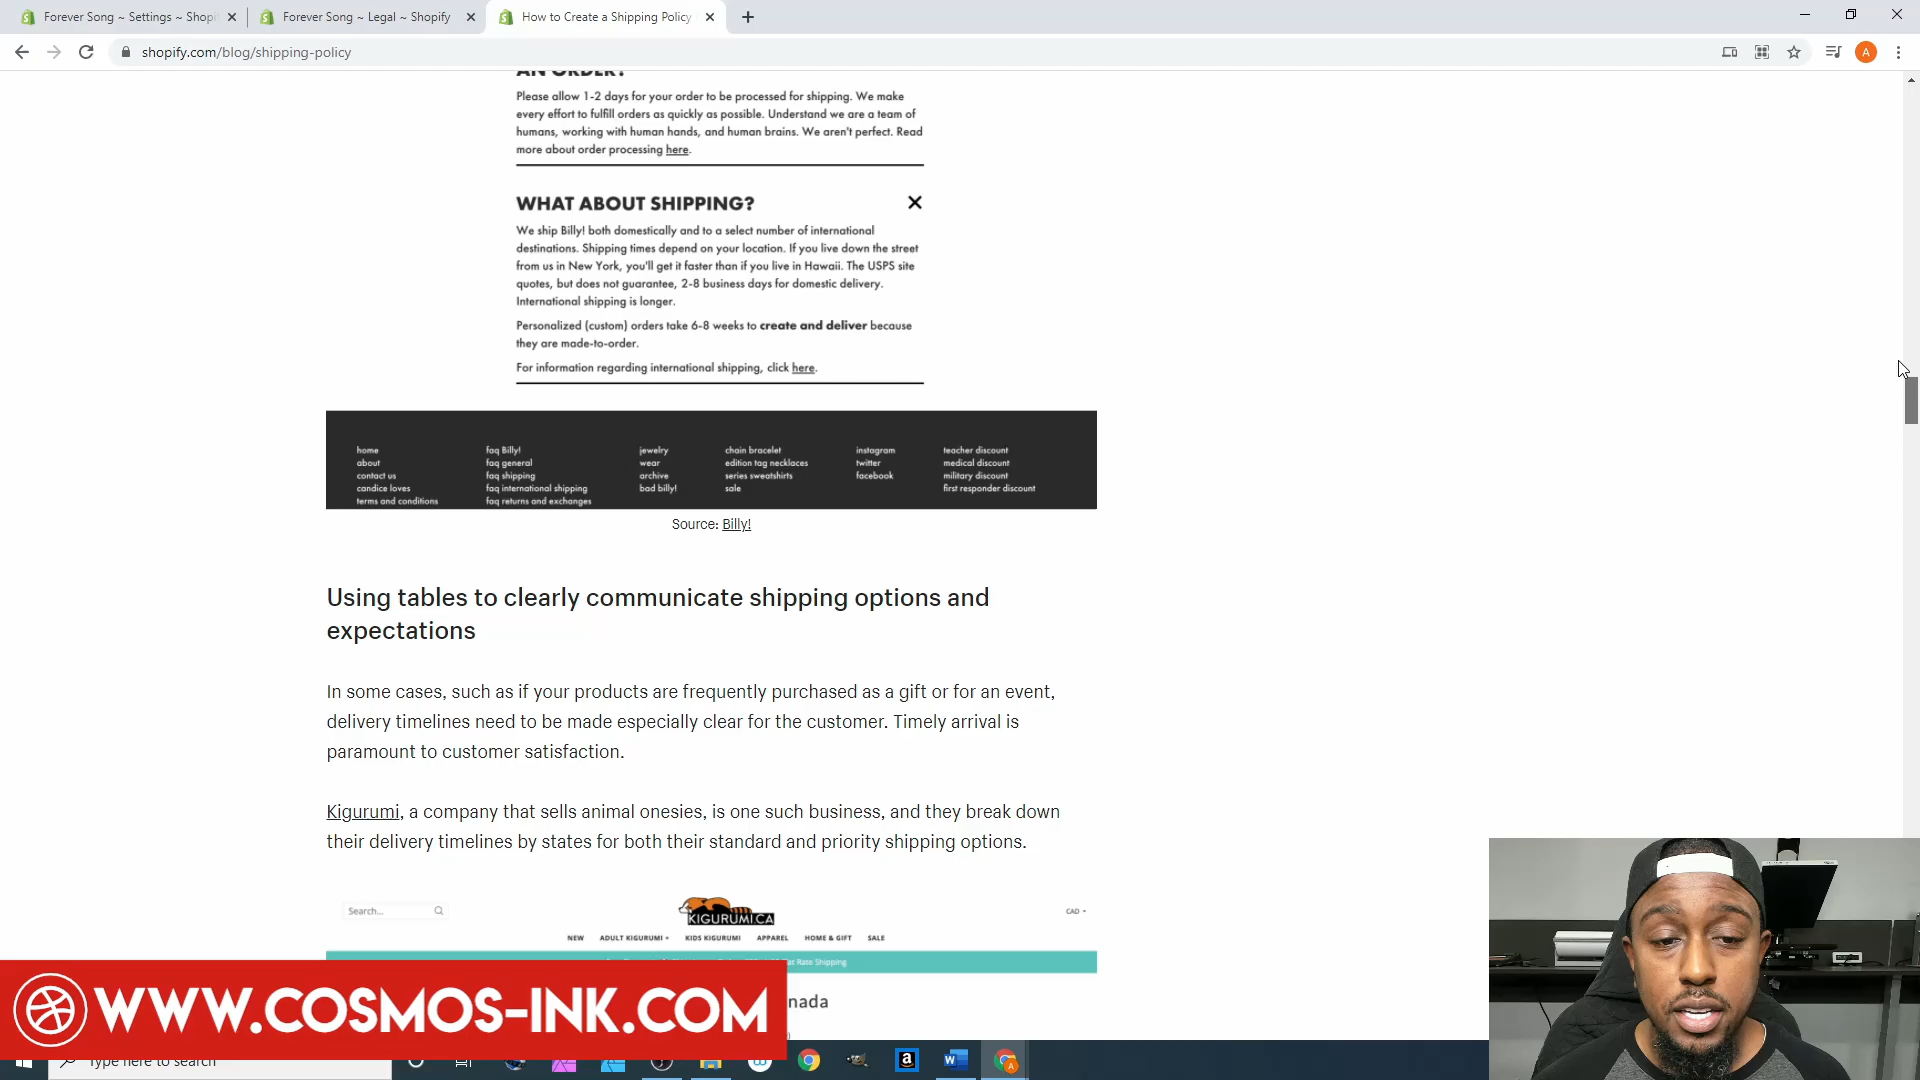 Forever Song ~ Settings ~ Shopi
Forever Song ~ Legal ~ Shopify
How to Create a Shipping Policy
shopify.com/blog/shipping-policy
A
AN ORDER?
Please allow 1-2 days for your order to be processed for shipping. We make
every effort to fulfill orders as quickly as possible. Understand we are a team of
humans, working with human hands, and human brains. We aren't perfect. Read
more about order processing here.
WHAT ABOUT SHIPPING?
We ship Billy! both domestically and to a select number of international
destinations. Shipping times depend on your location. If you live down the street
from us in New York, you'll get it faster than if you live in Hawaii. The USPS site
quotes, but does not guarantee, 2-8 business days for domestic delivery.
International shipping is longer.
Personalized (custom) orders take 6-8 weeks to create and deliver because
they are made-to-order.
For information regarding international shipping, click here.
home faq Billy! jewelry chain bracelet instagram teacher discount
about faq general wear edition tag necklaces twitter medical discount
contact us faq shipping archive series sweatshirts facebook military discount
candice loves faq international shipping bad billy! sale first responder discount
terms and conditions faq returns and exchanges
Source: Billy!
Using tables to clearly communicate shipping options and
expectations
In some cases, such as if your products are frequently purchased as a gift or for an event,
delivery timelines need to be made especially clear for the customer. Timely arrival is
paramount to customer satisfaction.
Kigurumi, a company that sells animal onesies, is one such business, and they break down
their delivery timelines by states for both their standard and priority shipping options.
Search... KIGURUMI.CA CAD
NEW ADULT KIGURUMI KIDS KIGURUMI APPAREL HOME & GIFT SALE
at Rate Shipping
nada
WWW.COSMOS-INK.COM
Type here to search